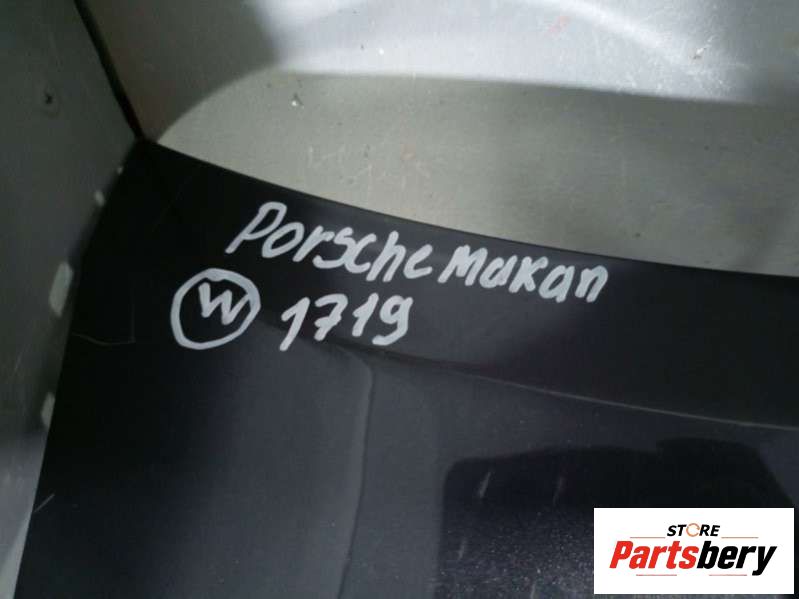 Porsche Makan
W 1719
STORE
Partsbery